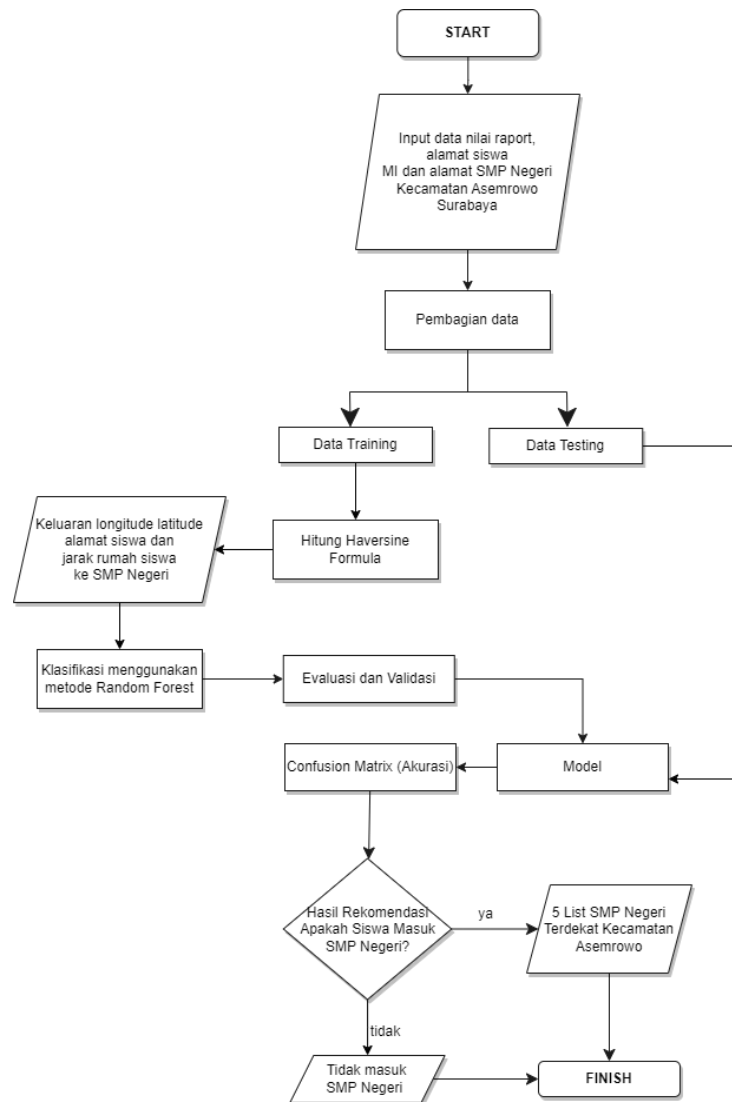 START
Input data nilai raport,
alamat siswa
MI dan alamat SMP Negeri
Kecamatan Asemrowo
Surabaya
Pembagian data
Data Training
Data Testing
Keluaran longitude latitude
alamat siswa dan
jarak rumah siswa
ke SMP Negeri
Hitung Haversine
Formula
Klasifikasi menggunakan
metode Random Forest
Evaluasi dan Validasi
Confusion Matrix (Akurasi)
Model
Hasil Rekomendasi
Apakah Siswa Masuk
SMP Negeri?
ya
5 List SMP Negeri
Terdekat Kecamatan
Asemrowo
tidak
Tidak masuk
SMP Negeri
FINISH